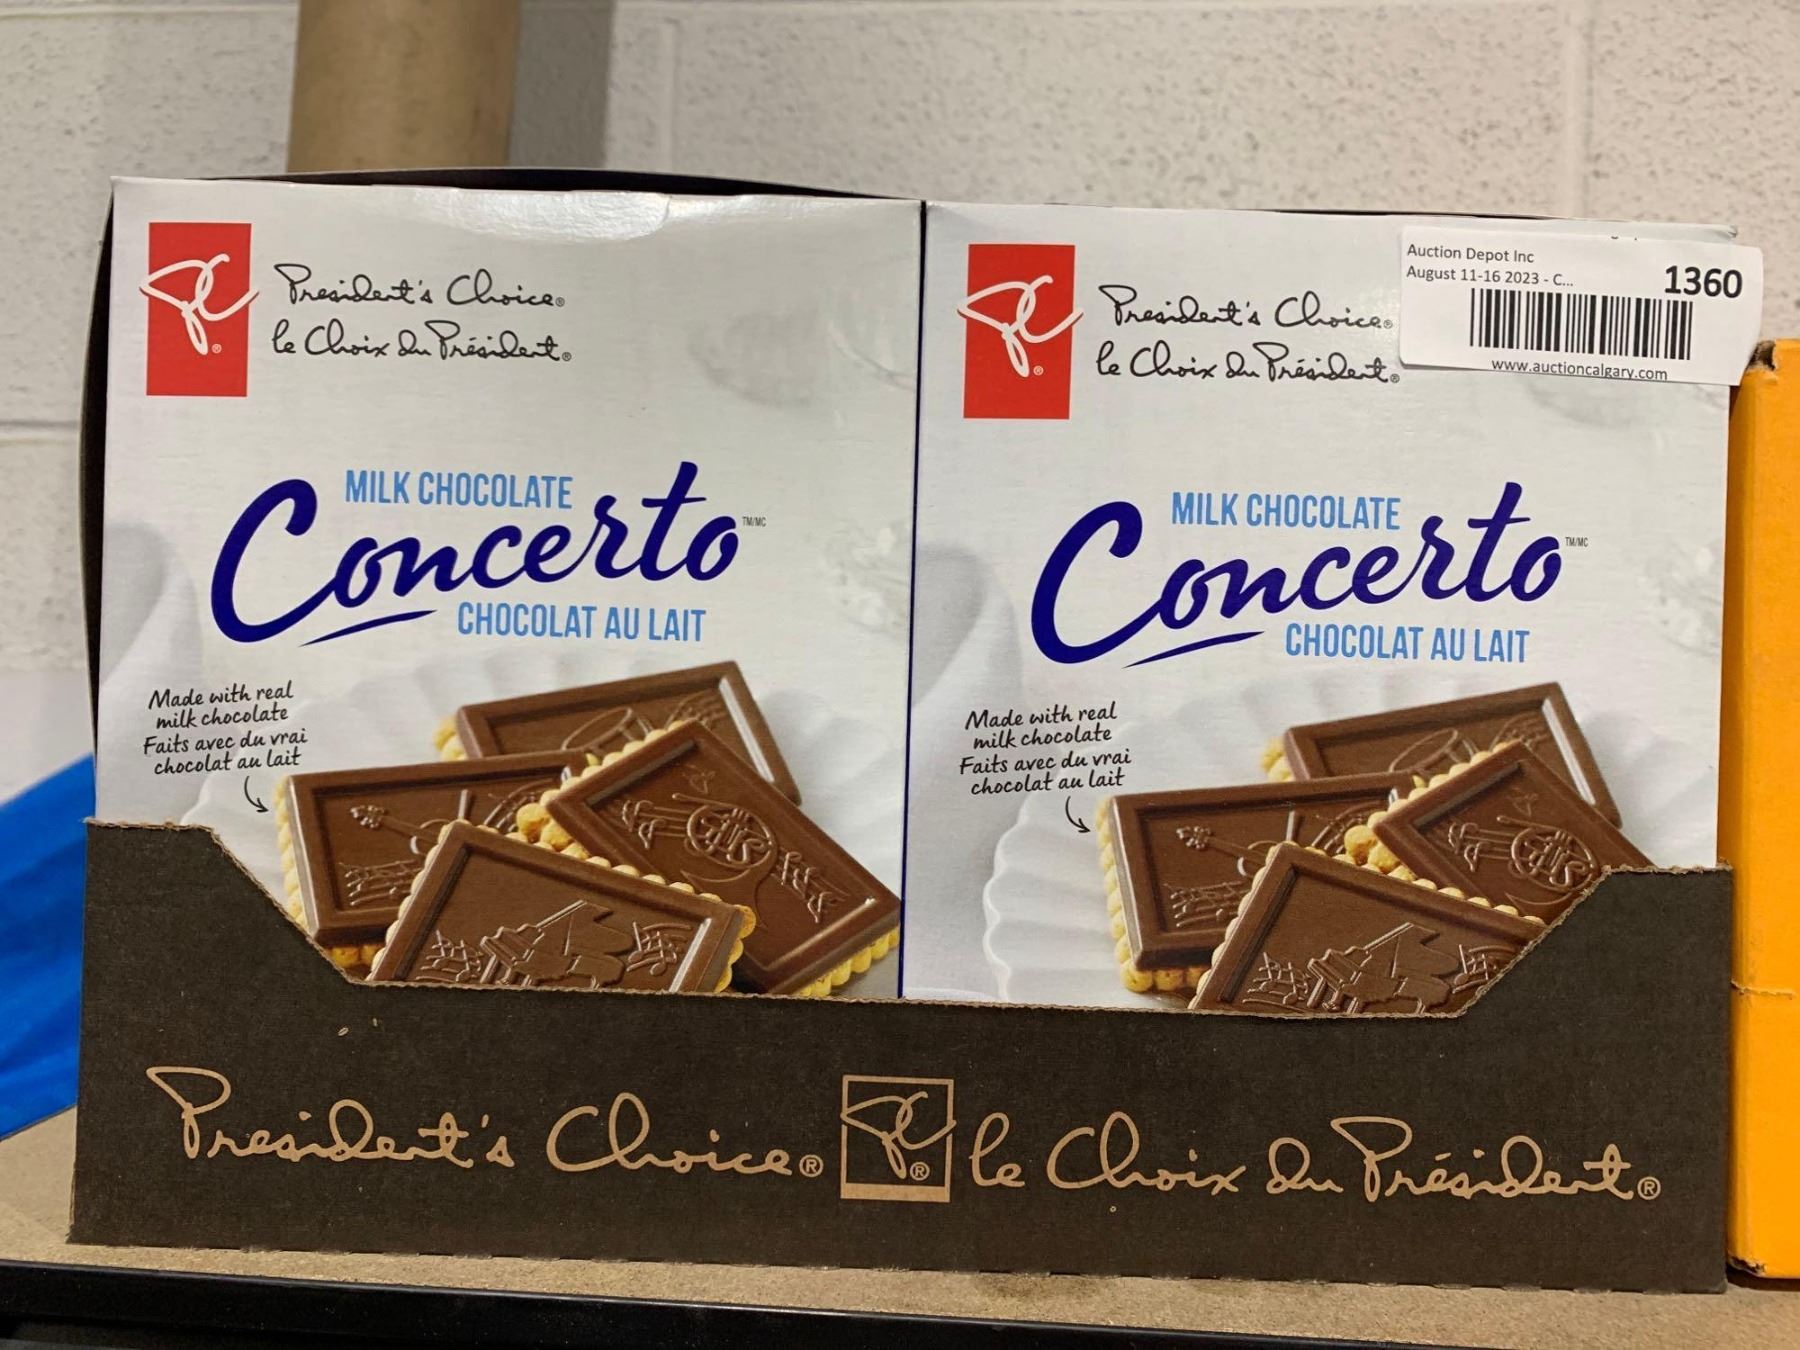 President's Choice®
le Choix du Président®
MILK CHOCOLATE
Concerto TM/MC
CHOCOLAT AU LAIT
Made with real
milk chocolate
Faits avec du vrai
chocolat au lait
President's Choice®
le Choix du Président®
Auction Depot Inc
August 11-16 2023 - C...
1360
www.auctioncalgary.com
MILK CHOCOLATE
Concerto TM/MC
CHOCOLAT AU LAIT
Made with real
milk chocolate
Faits avec du vrai
chocolat au lait
President's Choice® PC® le Choix du Président®